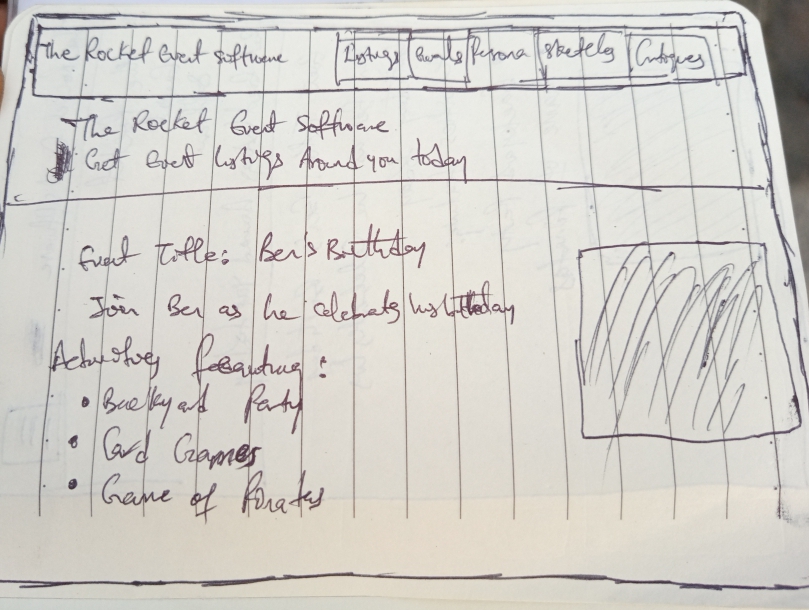 The Rocket Event Software Listings Events Persona Sketches Critiques
The Rocket Event Software
Get Event listings Around you today
Event Title: Ben's Birthday
Join Ben as he celebrates his birthday
Activities featuring:
• Backyard Party
• Card Games
• Game of Pirates